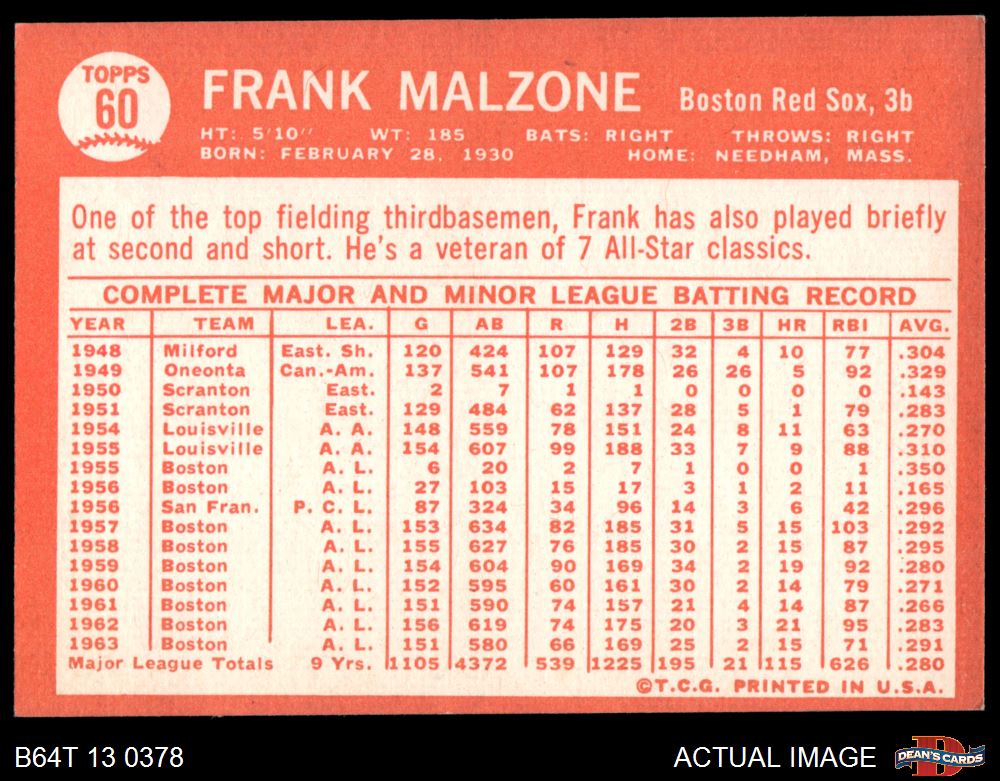 TOPPS
60
FRANK MALZONE Boston Red Sox, 3b
HT: 5'10" WT: 185 BATS: RIGHT THROWS: RIGHT
BORN: FEBRUARY 28, 1930 HOME: NEEDHAM, MASS.
One of the top fielding thirdbasemen, Frank has also played briefly
at second and short. He's a veteran of 7 All-Star classics.
COMPLETE MAJOR AND MINOR LEAGUE BATTING RECORD
YEAR TEAM LEA. G AB R H 2B 3B HR RBI AVG.
1948 Milford East. Sh. 120 424 107 129 32 4 10 77 .304
1949 Oneonta Can.-Am. 137 541 107 178 26 26 5 92 .329
1950 Scranton East. 2 7 1 1 0 0 0 0 .143
1951 Scranton East. 129 484 62 137 28 5 1 79 .283
1954 Louisville A. A. 148 559 78 151 24 8 11 63 .270
1955 Louisville A. A. 154 607 99 188 33 7 9 88 .310
1955 Boston A. L. 6 20 2 7 1 0 0 1 .350
1956 Boston A. L. 27 103 15 17 3 1 2 11 .165
1956 San Fran. P. C. L. 87 324 34 96 14 3 6 42 .296
1957 Boston A. L. 153 634 82 185 31 5 15 103 .292
1958 Boston A. L. 155 627 76 185 30 2 15 87 .295
1959 Boston A. L. 154 604 90 169 34 2 19 92 .280
1960 Boston A. L. 152 595 60 161 30 2 14 79 .271
1961 Boston A. L. 151 590 74 157 21 4 14 87 .266
1962 Boston A. L. 156 619 74 175 20 3 21 95 .283
1963 Boston A. L. 151 580 66 169 25 2 15 71 .291
Major League Totals 9 Yrs. 1105 4372 539 1225 195 21 115 626 .280
©T.C.G. PRINTED IN U.S.A.
B64T 13 0378 ACTUAL IMAGE DEAN'S CARDS